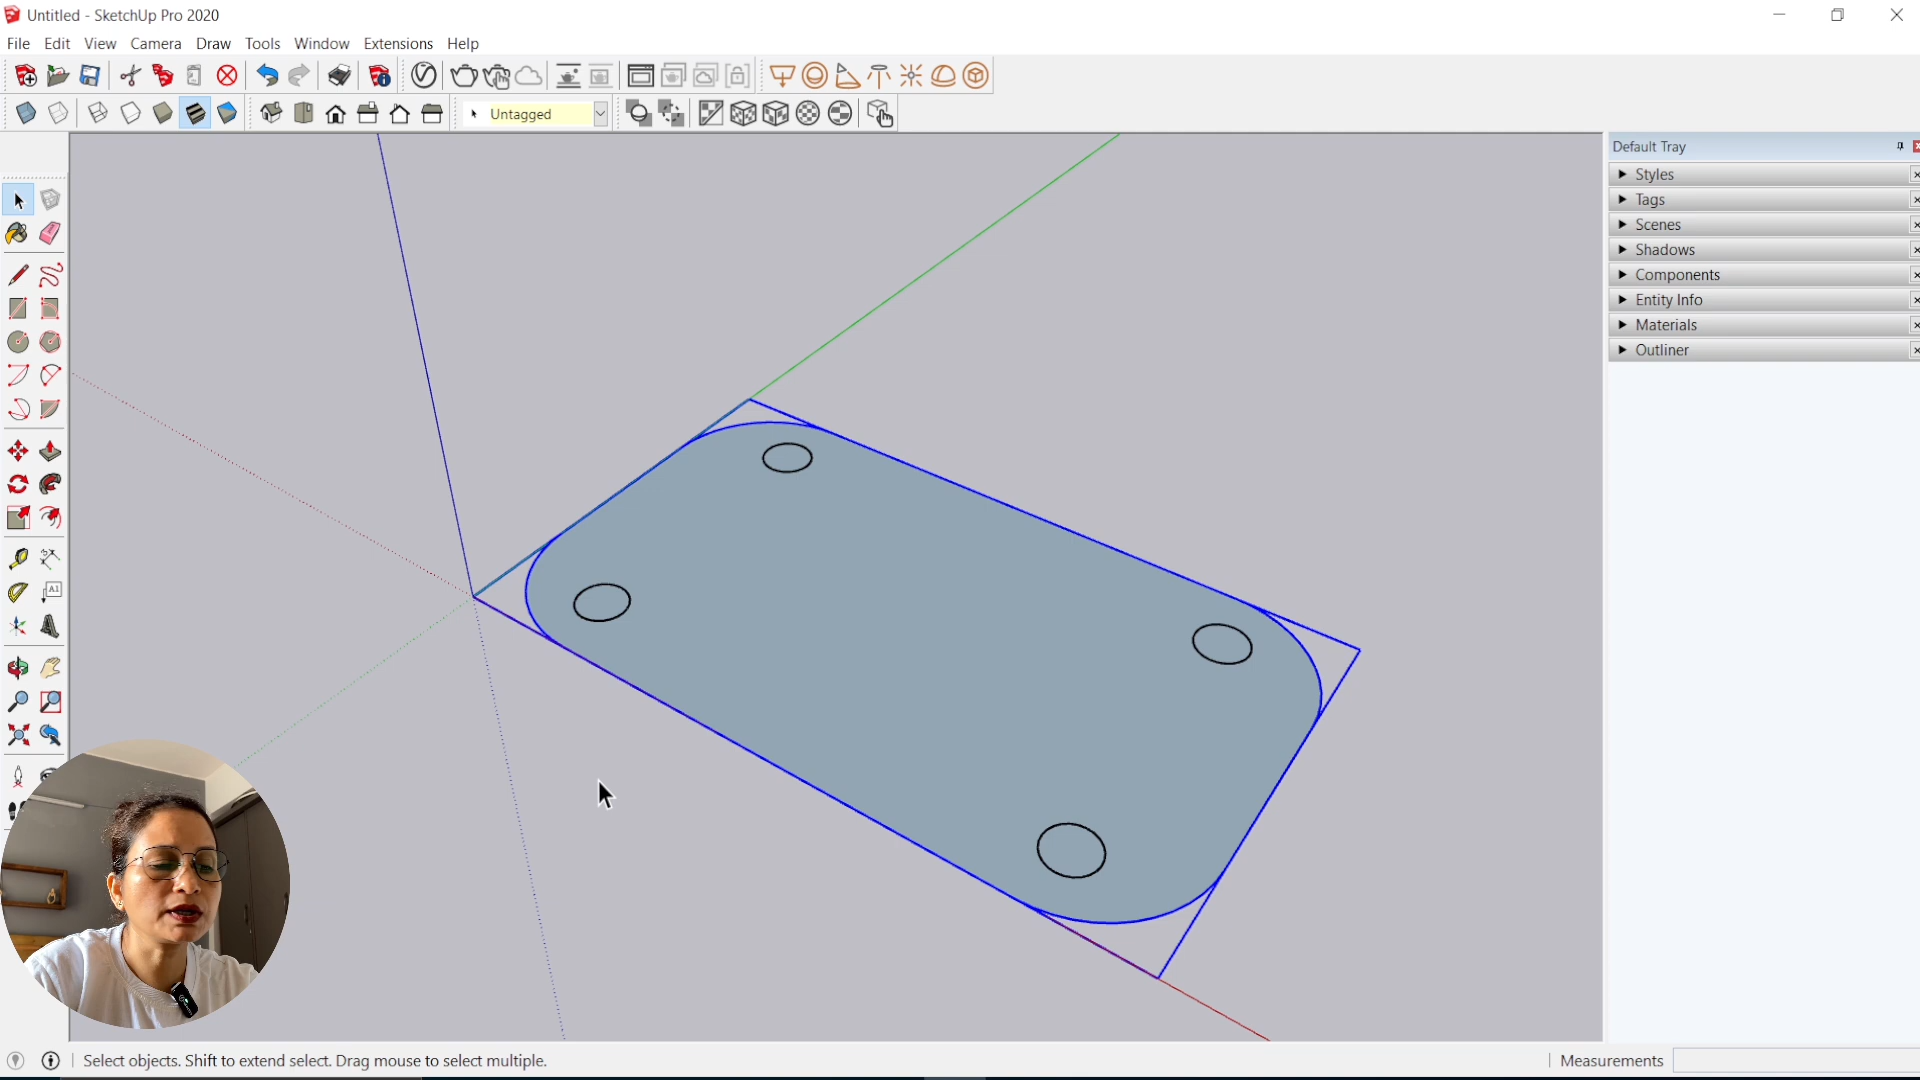 Untitled - SketchUp Pro 2020
File Edit View Camera Draw Tools Window Extensions Help
Untagged
Default Tray
Styles
Tags
Scenes
Shadows
Components
Entity Info
Materials
Outliner
A1
Select objects. Shift to extend select. Drag mouse to select multiple.
Measurements